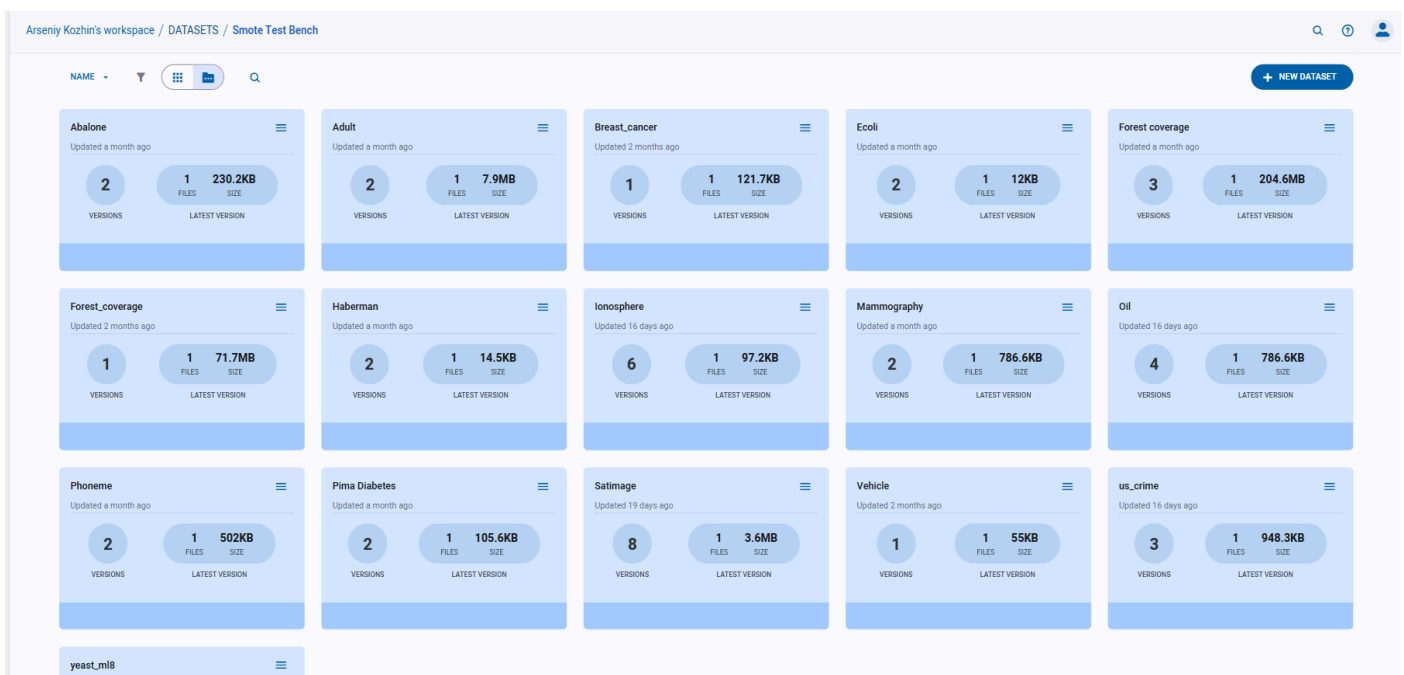 Arseniy Kozhin's workspace / DATASETS / Smote Test Bench
NAME
+ NEW DATASET
Abalone
Updated a month ago
2
VERSIONS
1 FILES
230.2KB SIZE
LATEST VERSION
Adult
Updated a month ago
2
VERSIONS
1 FILES
7.9MB SIZE
LATEST VERSION
Breast_cancer
Updated 2 months ago
1
VERSIONS
1 FILES
121.7KB SIZE
LATEST VERSION
Ecoli
Updated a month ago
2
VERSIONS
1 FILES
12KB SIZE
LATEST VERSION
Forest coverage
Updated a month ago
3
VERSIONS
1 FILES
204.6MB SIZE
LATEST VERSION
Forest_coverage
Updated 2 months ago
1
VERSIONS
1 FILES
71.7MB SIZE
LATEST VERSION
Haberman
Updated a month ago
2
VERSIONS
1 FILES
14.5KB SIZE
LATEST VERSION
Ionosphere
Updated 16 days ago
6
VERSIONS
1 FILES
97.2KB SIZE
LATEST VERSION
Mammography
Updated a month ago
2
VERSIONS
1 FILES
786.6KB SIZE
LATEST VERSION
Oil
Updated 16 days ago
4
VERSIONS
1 FILES
786.6KB SIZE
LATEST VERSION
Phoneme
Updated a month ago
2
VERSIONS
1 FILES
502KB SIZE
LATEST VERSION
Pima Diabetes
Updated a month ago
2
VERSIONS
1 FILES
105.6KB SIZE
LATEST VERSION
Satimage
Updated 19 days ago
8
VERSIONS
1 FILES
3.6MB SIZE
LATEST VERSION
Vehicle
Updated 2 months ago
1
VERSIONS
1 FILES
55KB SIZE
LATEST VERSION
us_crime
Updated 16 days ago
3
VERSIONS
1 FILES
948.3KB SIZE
LATEST VERSION
yeast_ml8